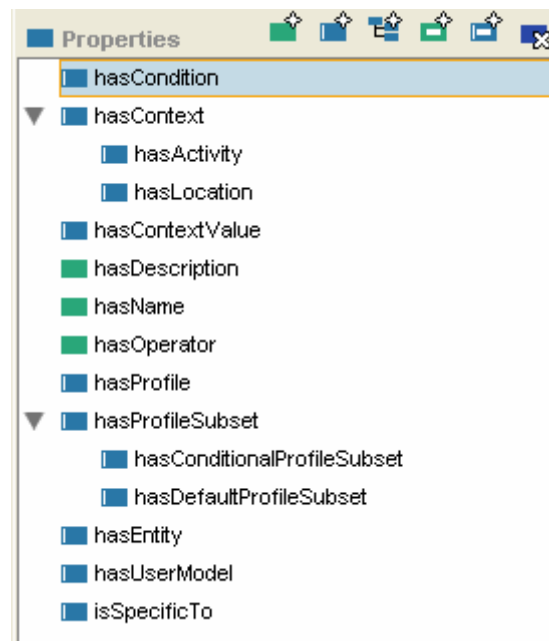 Properties
hasCondition
hasContext
hasActivity
hasLocation
hasContextValue
hasDescription
hasName
hasOperator
hasProfile
hasProfileSubset
hasConditionalProfileSubset
hasDefaultProfileSubset
hasEntity
hasUserModel
isSpecificTo